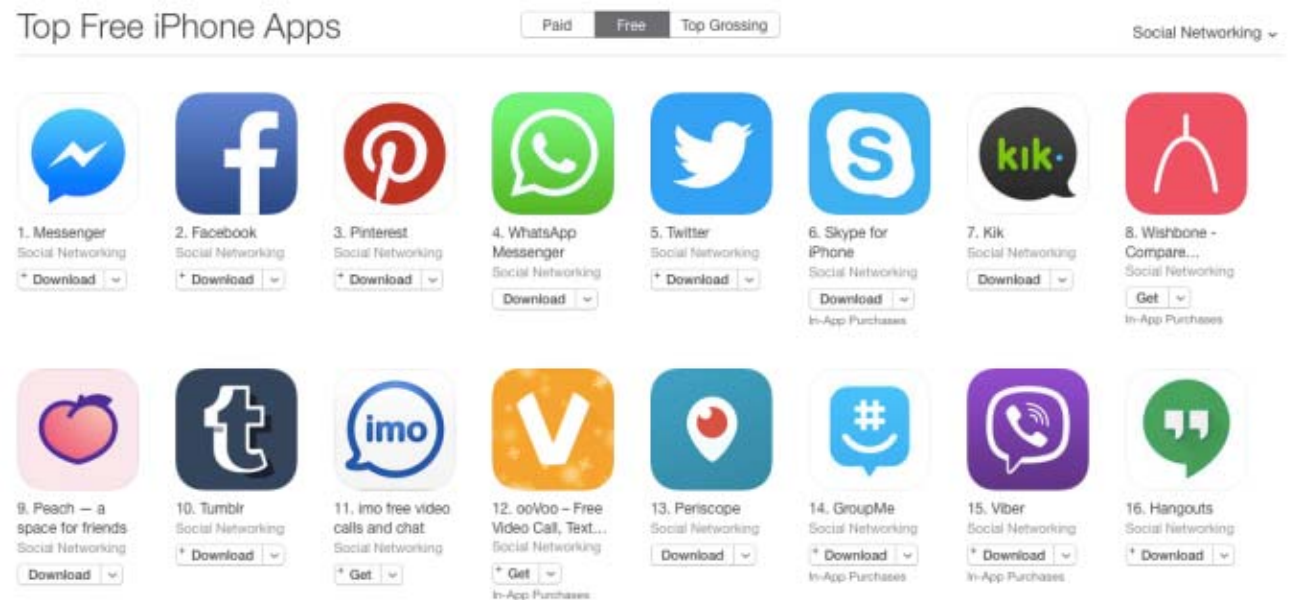 Top Free iPhone Apps
Paid Free Top Grossing
Social Networking
kik
1. Messenger
Social Networking
+ Download
2. Facebook
Social Networking
+ Download
3. Pinterest
Social Networking
+ Download
4. WhatsApp
Messenger
Social Networking
Download
5. Twitter
Social Networking
+ Download
6. Skype for
iPhone
Social Networking
Download
In-App Purchases
7. Kik
Social Networking
Download
8. Wishbone -
Compare...
Social Networking
Get
In-App Purchases
imo
9. Peach — a
space for friends
Social Networking
Download
10. Tumblr
Social Networking
+ Download
11. imo free video
calls and chat
Social Networking
+ Get
12. ooVoo – Free
Video Call, Text...
Social Networking
+ Get
In-App Purchases
13. Periscope
Social Networking
Download
14. GroupMe
Social Networking
+ Download
In-App Purchases
15. Viber
Social Networking
+ Download
In-App Purchases
16. Hangouts
Social Networking
+ Download